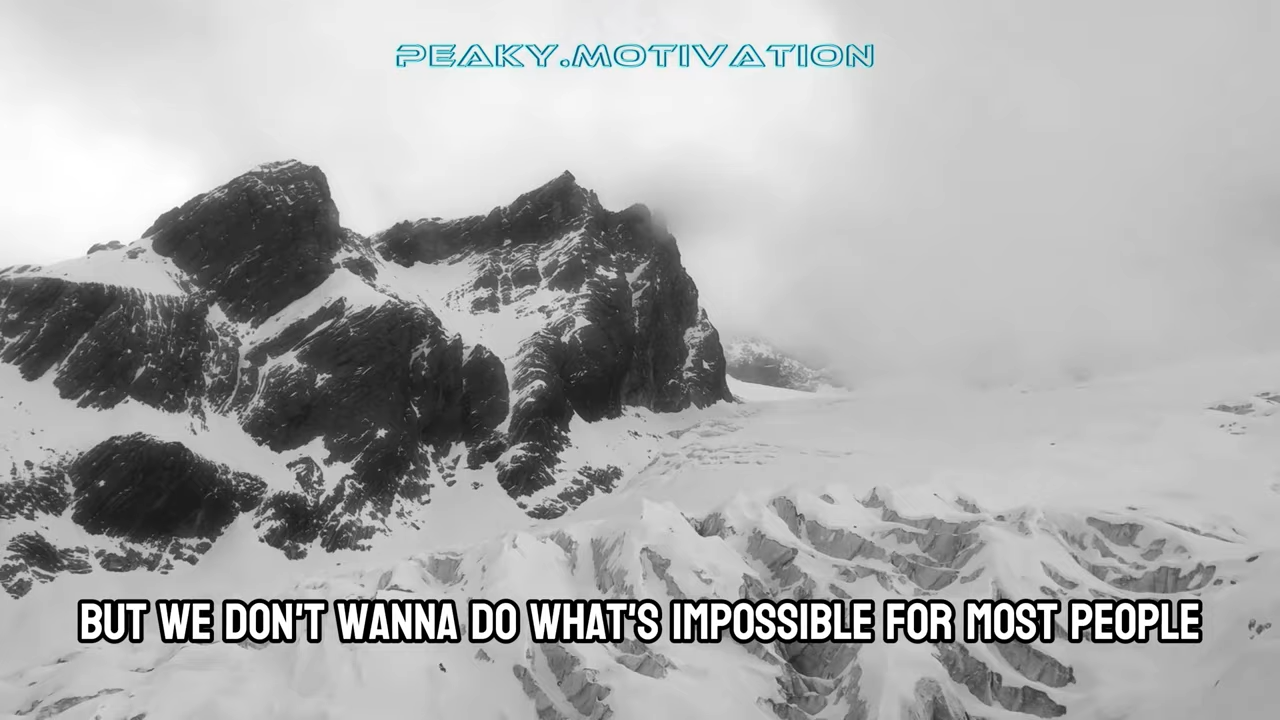 PEAKY.MOTIVATION
BUT WE DON'T WANNA DO WHAT'S IMPOSSIBLE FOR MOST PEOPLE